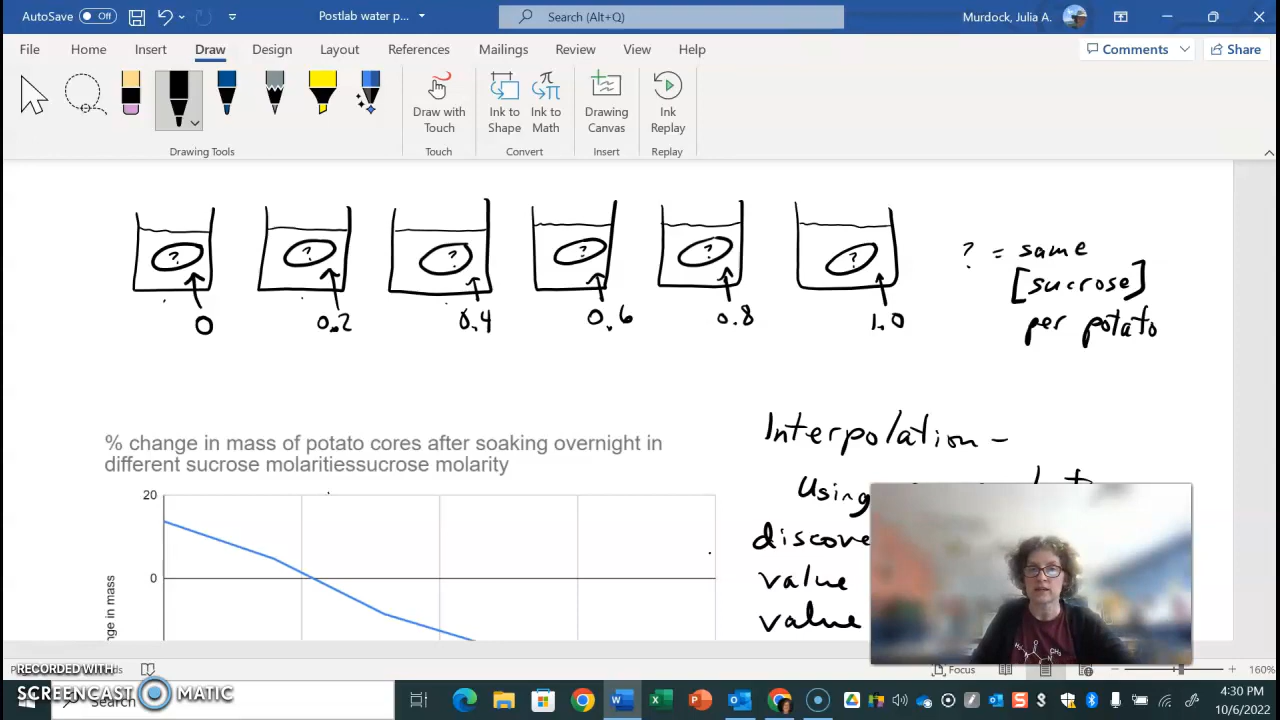 AutoSave Off Postlab water p... Search (Alt+Q) Murdock, Julia A.
File Home Insert Draw Design Layout References Mailings Review View Help Comments Share
Draw with Touch Ink to Shape Ink to Math Drawing Canvas Ink Replay
Drawing Tools Touch Convert Insert Replay
? ? ? ? ? ?
0 0.2 0.4 0.6 0.8 1.0
? = same
[sucrose]
per potato
Interpolation -
Using
discove
value
value
% change in mass of potato cores after soaking overnight in
different sucrose molaritiessucrose molarity
20
0
nge in mass
RECORDED WITH
SCREENCAST MATIC
Focus 160%
Search
4:30 PM
10/6/2022